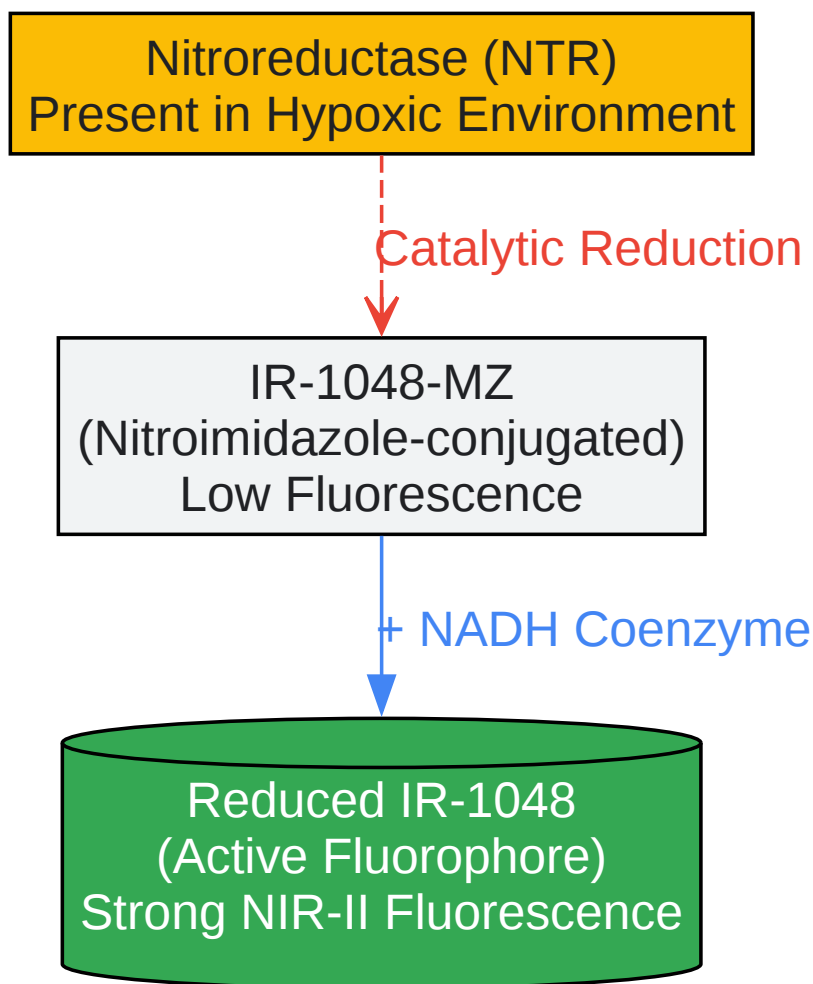 Nitroreductase (NTR)
Present in Hypoxic Environment
Catalytic Reduction
IR-1048-MZ
(Nitroimidazole-conjugated)
Low Fluorescence
+ NADH Coenzyme
Reduced IR-1048
(Active Fluorophore)
Strong NIR-II Fluorescence